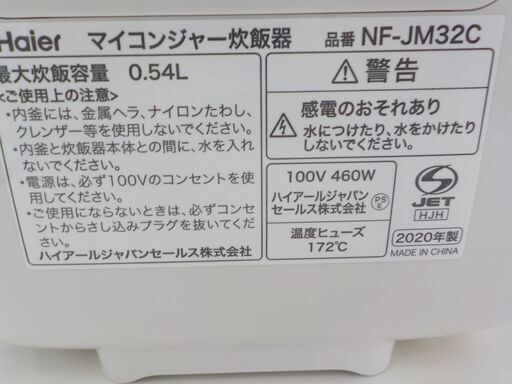 Haier マイコンジャー炊飯器 品番 NF-JM32C
最大炊飯容量 0.54L
<ご使用上の注意>
・内釜には、金属ヘラ、ナイロンたわし、
クレンザー等を使用しないでください。
・内釜と炊飯器本体との間に、水を入れ
ないでください。
・電源は、必ず100Vのコンセントを使用
してください。
・ご使用にならないときは、必ずコンセ
ントからさし込みプラグを抜いてください。
ハイアールジャパンセールス株式会社
警告
感電のおそれあり
水につけたり、水をかけたり
しないでください。
100V 460W
ハイアールジャパン
セールス株式会社
PS
E
温度ヒューズ
172℃
S
JET
HJH
2020年製
MADE IN CHINA